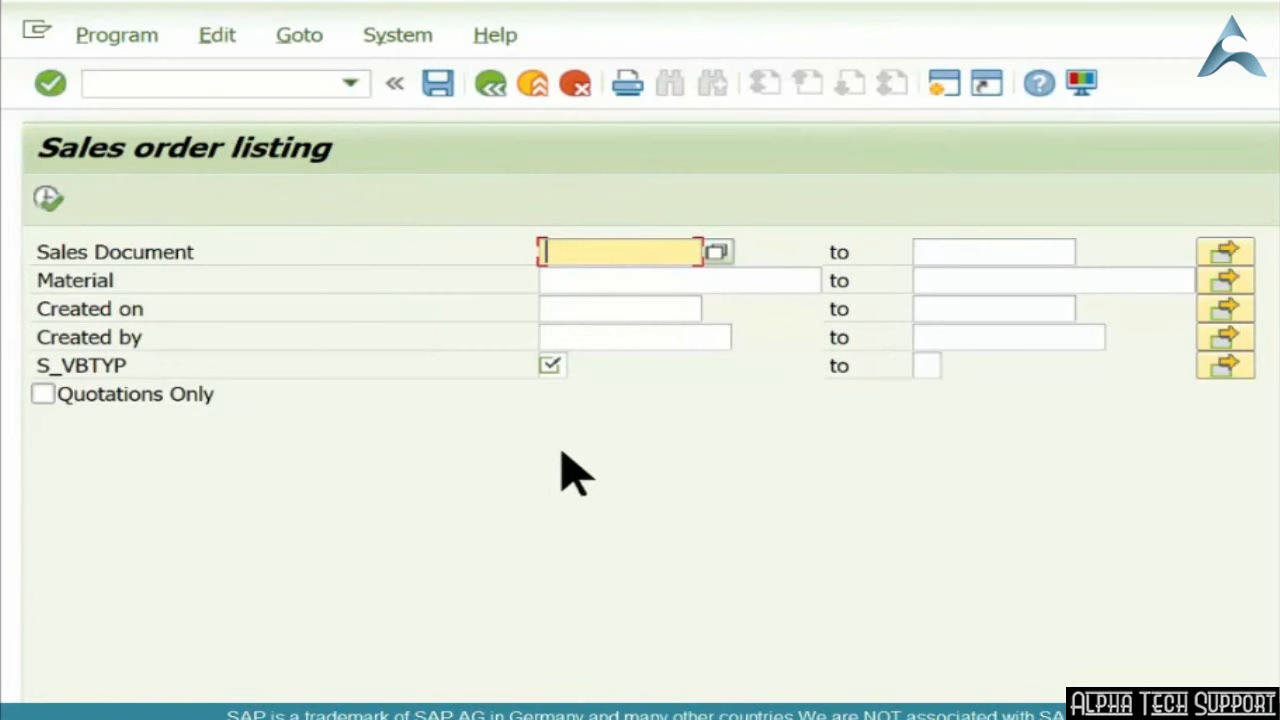 Program Edit Goto System Help
Sales order listing
Sales Document to
Material to
Created on to
Created by to
S_VBTYP to
Quotations Only
SAP is a trademark of SAP AG in Germany and many other countries.We are NOT associated with SA
ALPHA TECH SUPPORT